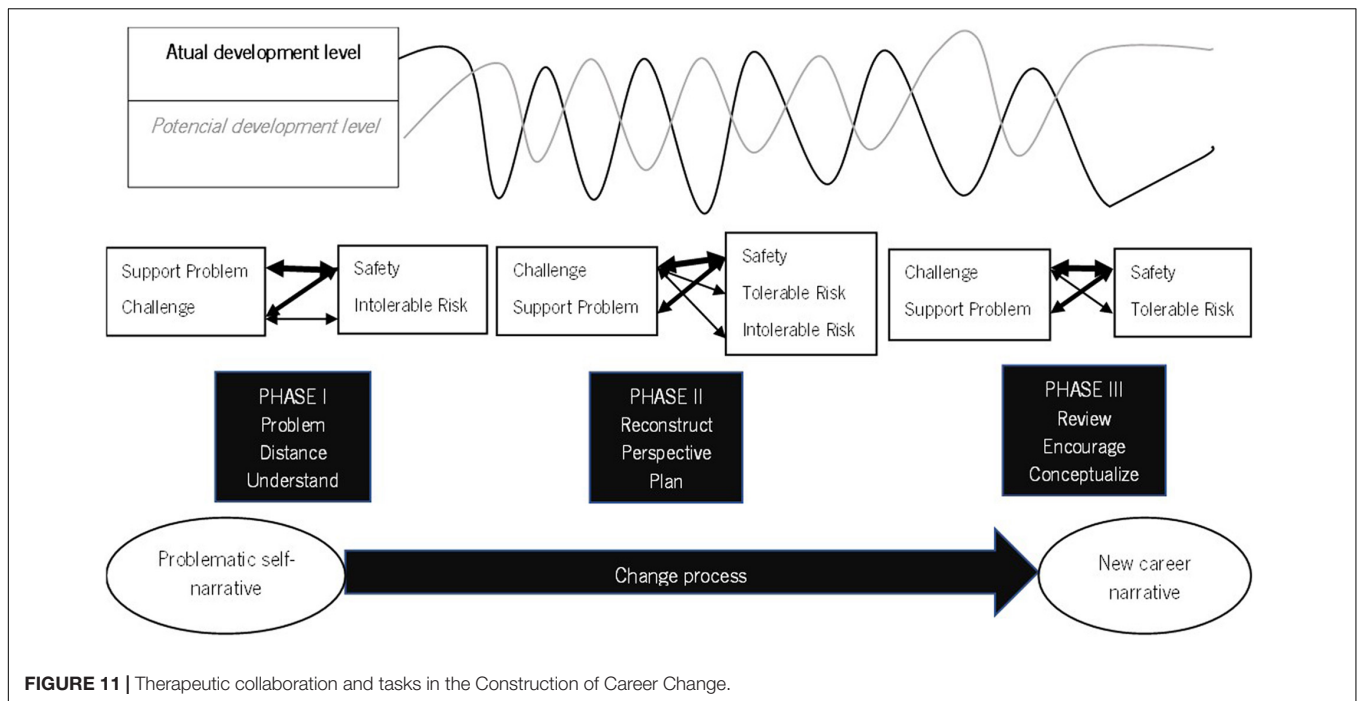 Atual development level
Potencial development level
Support Problem
Challenge
Safety
Intolerable Risk
Challenge
Support Problem
Safety
Tolerable Risk
Intolerable Risk
Challenge
Support Problem
Safety
Tolerable Risk
PHASE I
Problem
Distance
Understand
PHASE II
Reconstruct
Perspective
Plan
PHASE III
Review
Encourage
Conceptualize
Problematic self-
narrative
Change process
New career
narrative
FIGURE 11 | Therapeutic collaboration and tasks in the Construction of Career Change.